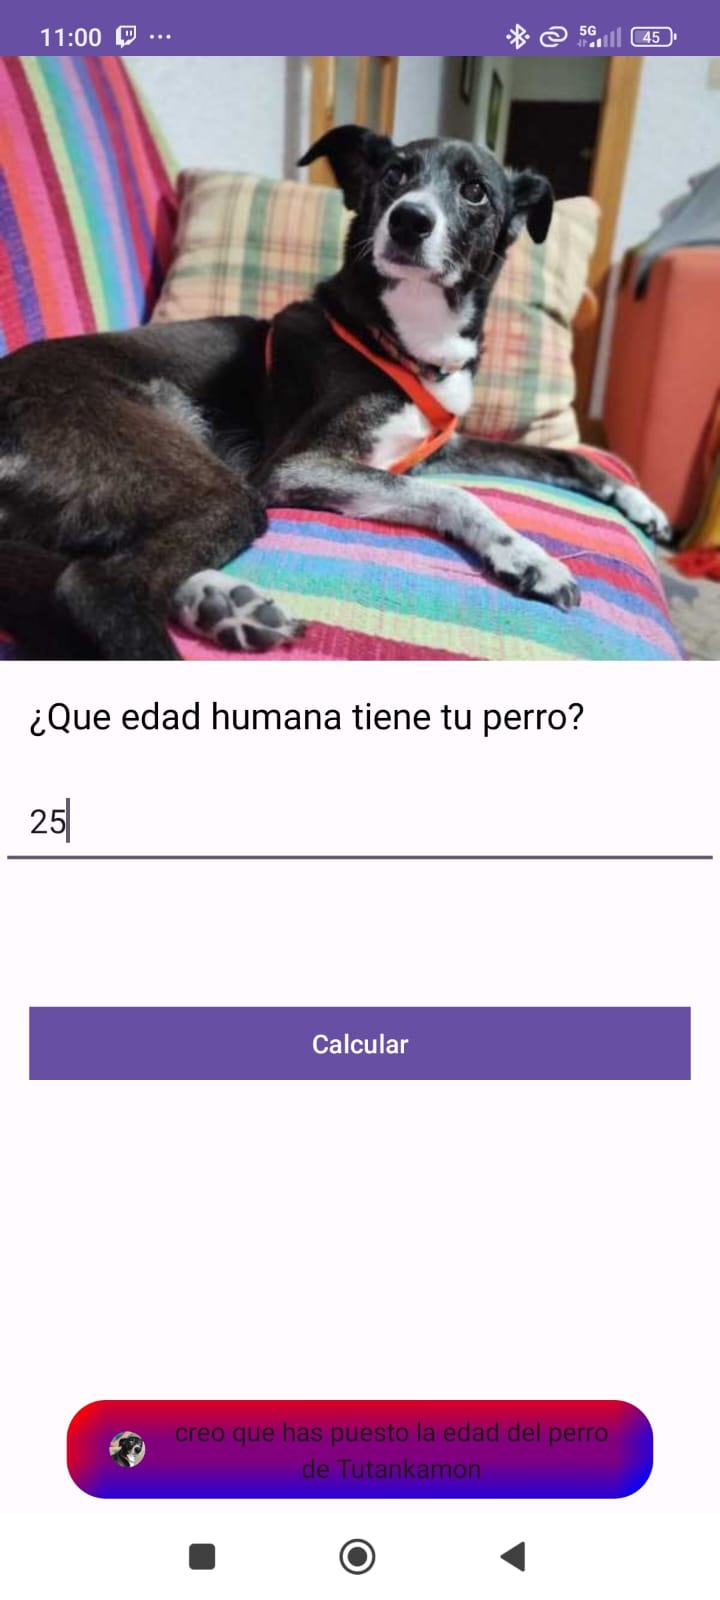 11:00
5G
45
¿Que edad humana tiene tu perro?
25
Calcular
creo que has puesto la edad del perro
de Tutankamon